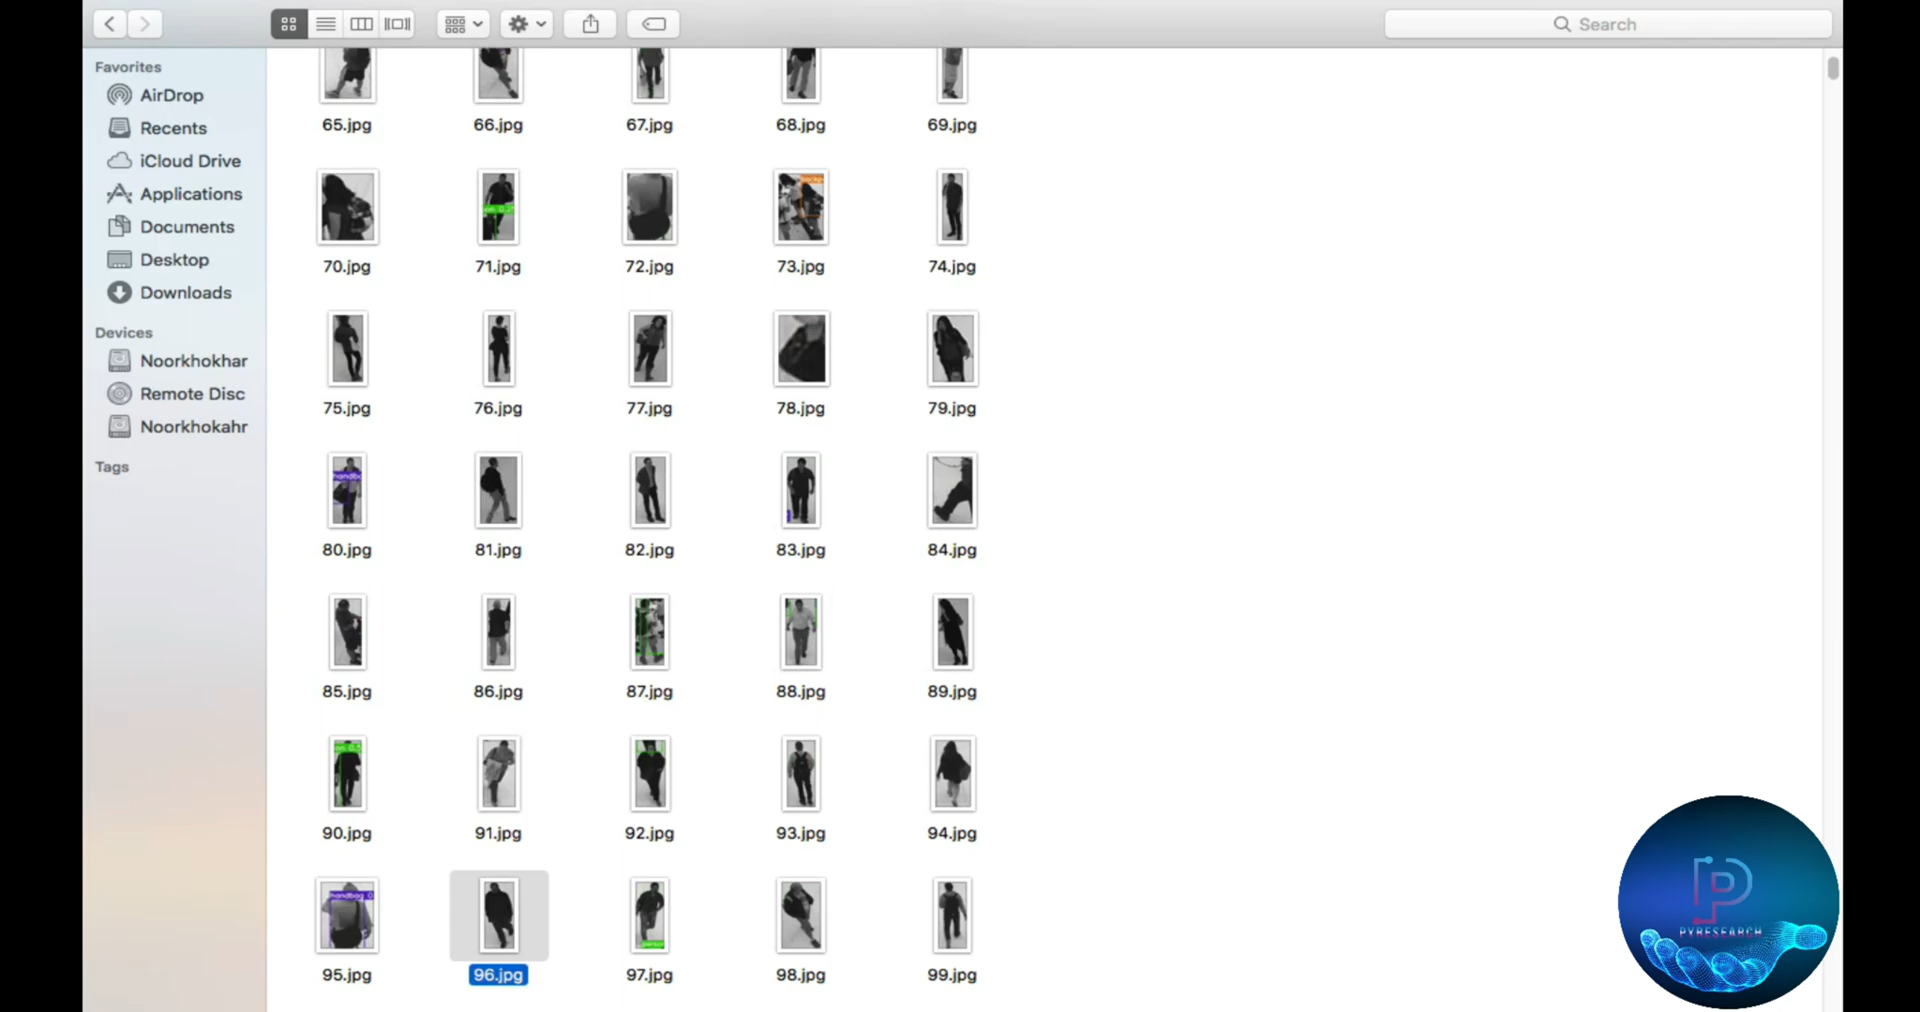 Search
Favorites
AirDrop
Recents
iCloud Drive
Applications
Documents
Desktop
Downloads
Devices
Noorkhokhar
Remote Disc
Noorkhokahr
Tags
65.jpg 66.jpg 67.jpg 68.jpg 69.jpg
70.jpg 71.jpg 72.jpg 73.jpg 74.jpg
75.jpg 76.jpg 77.jpg 78.jpg 79.jpg
80.jpg 81.jpg 82.jpg 83.jpg 84.jpg
85.jpg 86.jpg 87.jpg 88.jpg 89.jpg
90.jpg 91.jpg 92.jpg 93.jpg 94.jpg
handbag 0
95.jpg 96.jpg 97.jpg 98.jpg 99.jpg
PYRESEARCH